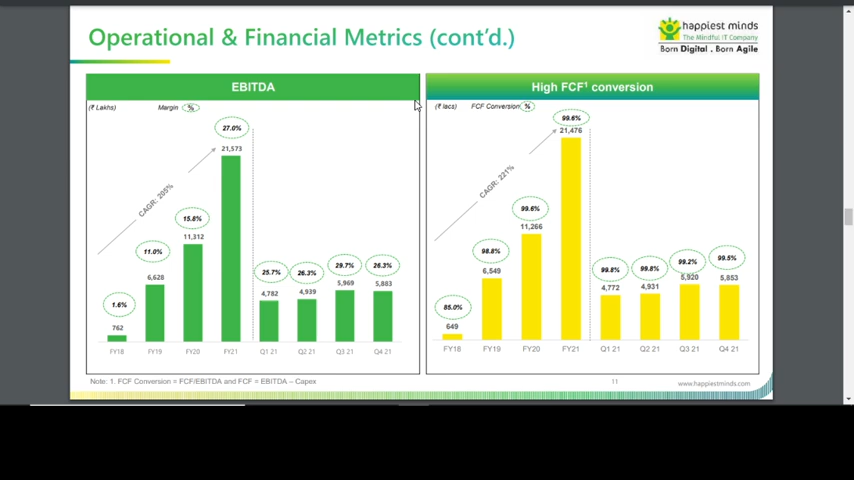 Operational & Financial Metrics (cont'd.)
happiest minds
The Mindful IT Company
Born Digital . Born Agile
EBITDA
(₹ Lakhs) Margin %
27.0%
21,573
CAGR: 205%
15.8%
11,312
11.0%
6,628
1.6%
762
25.7%
4,782
26.3%
4,939
29.7%
5,969
26.3%
5,883
FY18 FY19 FY20 FY21 Q1 21 Q2 21 Q3 21 Q4 21
High FCF¹ conversion
(₹ lacs) FCF Conversion %
99.6%
21,476
CAGR: 221%
99.6%
11,266
98.8%
6,549
85.0%
649
99.8%
4,772
99.8%
4,931
99.2%
5,920
99.5%
5,853
FY18 FY19 FY20 FY21 Q1 21 Q2 21 Q3 21 Q4 21
Note: 1. FCF Conversion = FCF/EBITDA and FCF = EBITDA – Capex
11
www.happiestminds.com